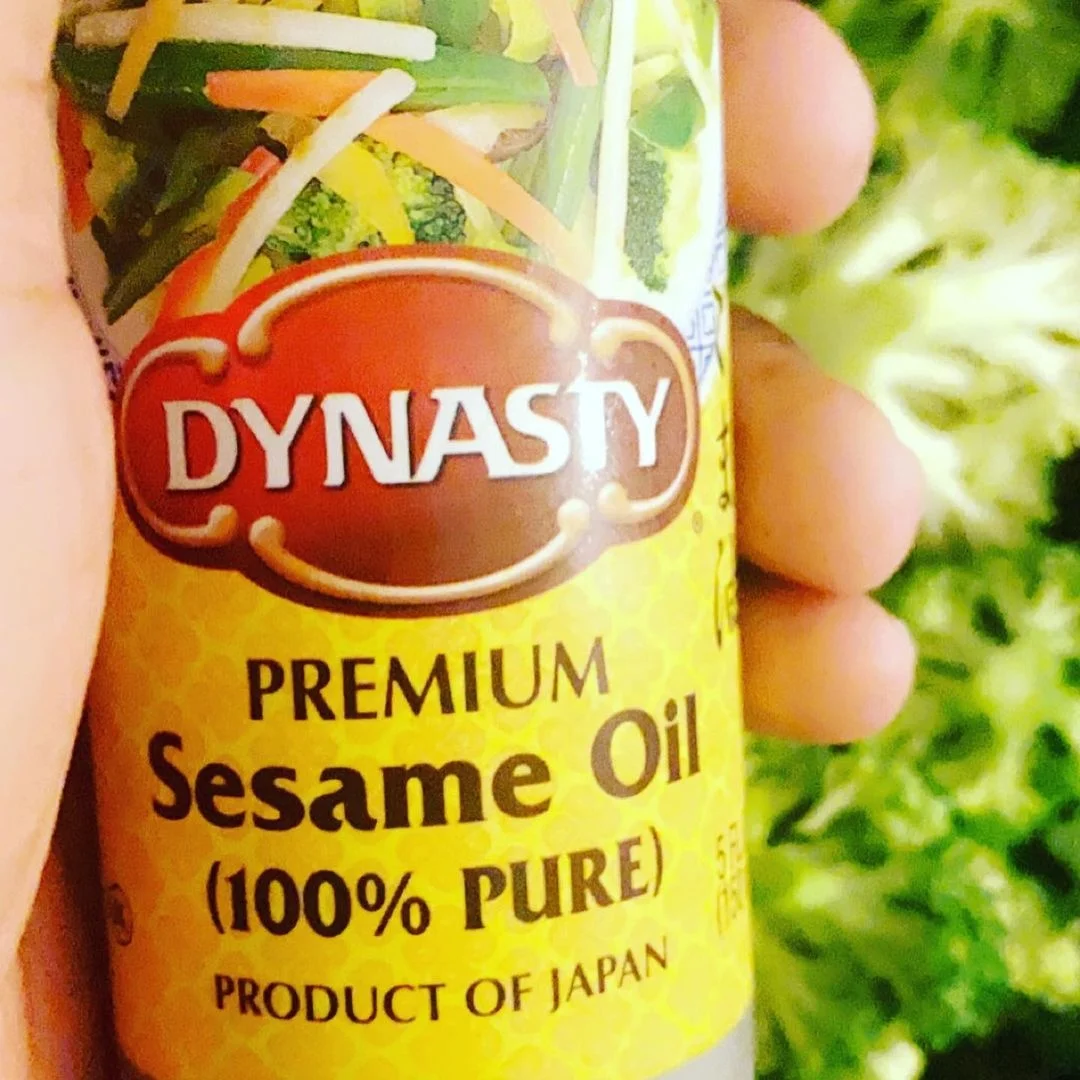 DYNASTY
®
PREMIUM
Sesame Oil
(100% PURE)
PRODUCT OF JAPAN